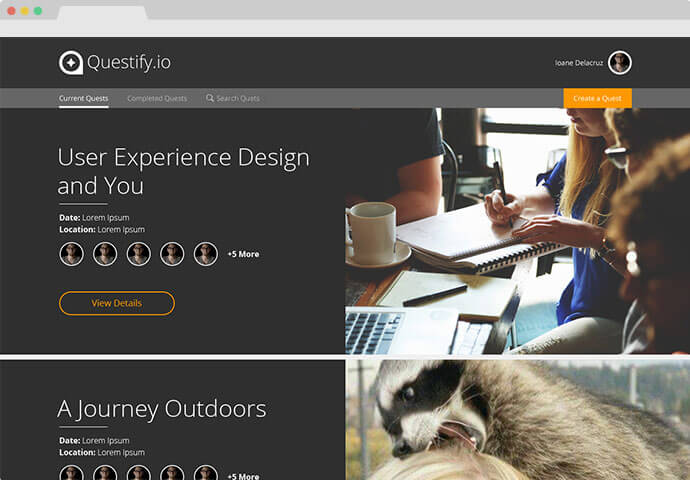 Questify.io
Ioane Delacruz
Current Quests
Completed Quests
Search Quets
Create a Quest
User Experience Design
and You
Date: Lorem Ipsum
Location: Lorem Ipsum
+5 More
View Details
A Journey Outdoors
Date: Lorem Ipsum
Location: Lorem Ipsum
+5 More